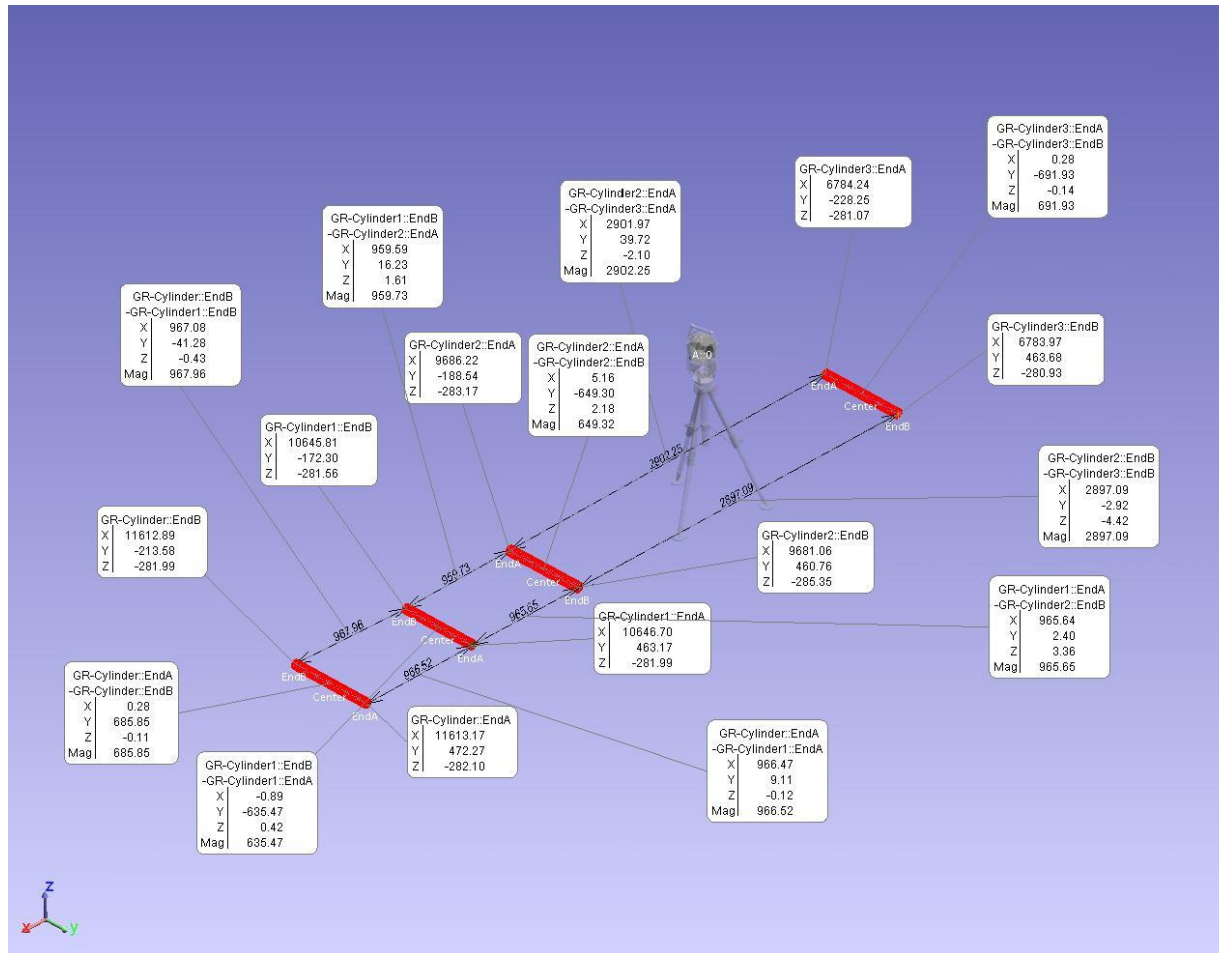 GR-Cylinder3::EndA
-GR-Cylinder3::EndB
X 0.28
Y -691.93
Z -0.14
Mag 691.93
GR-Cylinder3::EndA
X 6784.24
Y -228.25
Z -281.07
GR-Cylinder2::EndA
-GR-Cylinder3::EndA
X 2901.97
Y 39.72
Z -2.10
Mag 2902.25
GR-Cylinder1::EndB
-GR-Cylinder2::EndA
X 959.59
Y 16.23
Z 1.61
Mag 959.73
GR-Cylinder::EndB
-GR-Cylinder1::EndB
X 967.08
Y -41.28
Z -0.43
Mag 967.96
GR-Cylinder2::EndA
X 9686.22
Y -188.54
Z -283.17
GR-Cylinder2::EndA
-GR-Cylinder2::EndB
X 5.16
Y -649.30
Z 2.18
Mag 649.32
A::0
GR-Cylinder3::EndB
X 6783.97
Y 463.68
Z -280.93
EndA
Center
EndB
GR-Cylinder1::EndB
X 10645.81
Y -172.30
Z -281.56
2902.25
2897.09
GR-Cylinder2::EndB
-GR-Cylinder3::EndB
X 2897.09
Y -2.92
Z -4.42
Mag 2897.09
GR-Cylinder::EndB
X 11612.89
Y -213.58
Z -281.99
GR-Cylinder2::EndB
X 9681.06
Y 460.76
Z -285.35
EndA
Center
EndB
959.73
965.65
GR-Cylinder1::EndA
-GR-Cylinder2::EndB
X 965.64
Y 2.40
Z 3.36
Mag 965.65
EndB
Center
EndA
GR-Cylinder1::EndA
X 10646.70
Y 463.17
Z -281.99
967.96
966.52
EndB
Center
EndA
GR-Cylinder::EndA
-GR-Cylinder::EndB
X 0.28
Y 685.85
Z -0.11
Mag 685.85
GR-Cylinder::EndA
X 11613.17
Y 472.27
Z -282.10
GR-Cylinder::EndA
-GR-Cylinder1::EndA
X 966.47
Y 9.11
Z -0.12
Mag 966.52
GR-Cylinder1::EndB
-GR-Cylinder1::EndA
X -0.89
Y -635.47
Z 0.42
Mag 635.47
z
x
y